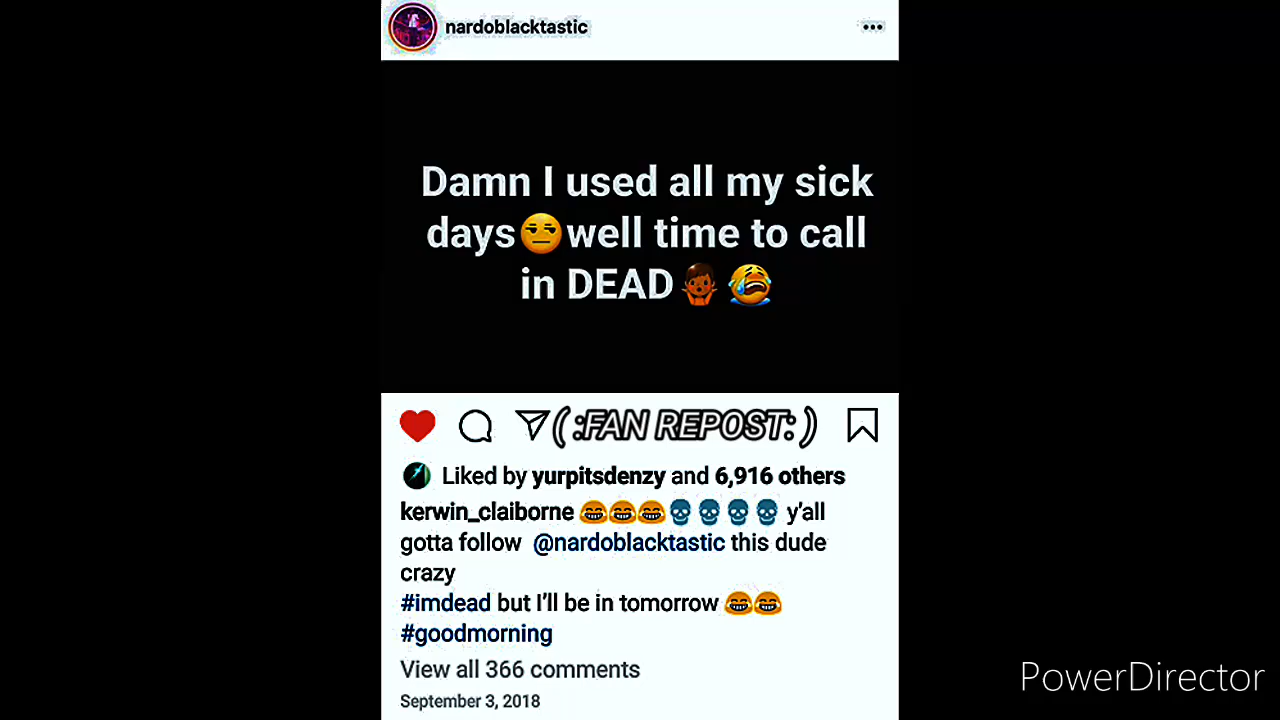 nardoblacktastic
Damn I used all my sick
days😒well time to call
in DEAD🤷🏾‍♂️😭
(:FAN REPOST:)
Liked by yurpitsdenzy and 6,916 others
kerwin_claiborne 😂😂😂💀💀💀💀 y'all
gotta follow @nardoblacktastic this dude
crazy
#imdead but I'll be in tomorrow 😂😂
#goodmorning
View all 366 comments
September 3, 2018
PowerDirector